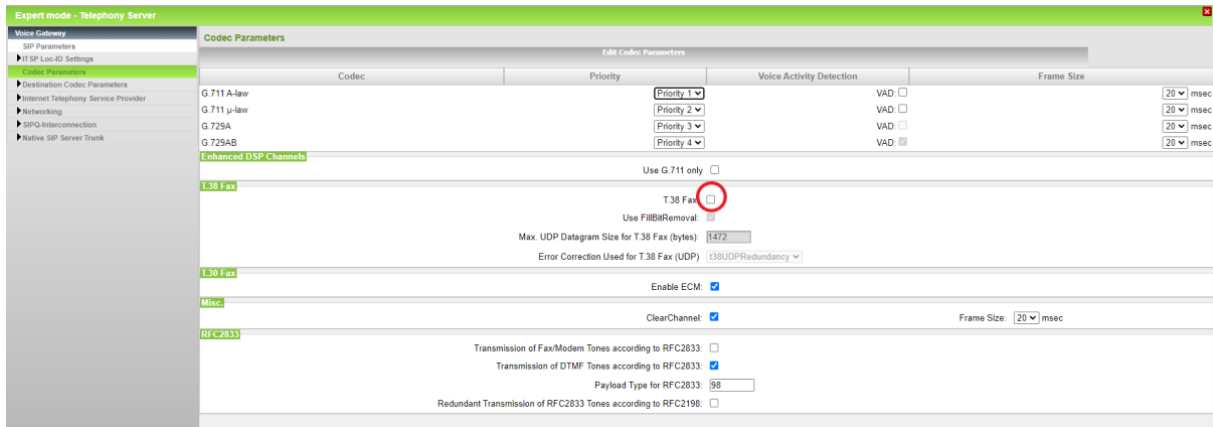 Expert mode - Telephony Server
Voice Gateway
SIP Parameters
ITSP Loc-ID Settings
Codec Parameters
Destination Codec Parameters
Internet Telephony Service Provider
Networking
SIPQ-Interconnection
Native SIP Server Trunk
Codec Parameters
Edit Codec Parameters
Codec Priority Voice Activity Detection Frame Size
G.711 A-law Priority 1 VAD: 20 msec
G.711 µ-law Priority 2 VAD: 20 msec
G.729A Priority 3 VAD: 20 msec
G.729AB Priority 4 VAD: 20 msec
Enhanced DSP Channels
Use G.711 only
T.38 Fax
T.38 Fax:
Use FillBitRemoval:
Max. UDP Datagram Size for T.38 Fax (bytes): 1472
Error Correction Used for T.38 Fax (UDP) t38UDPRedundancy
T.30 Fax
Enable ECM:
Misc.
ClearChannel: Frame Size: 20 msec
RFC2833
Transmission of Fax/Modem Tones according to RFC2833:
Transmission of DTMF Tones according to RFC2833:
Payload Type for RFC2833: 98
Redundant Transmission of RFC2833 Tones according to RFC2198: